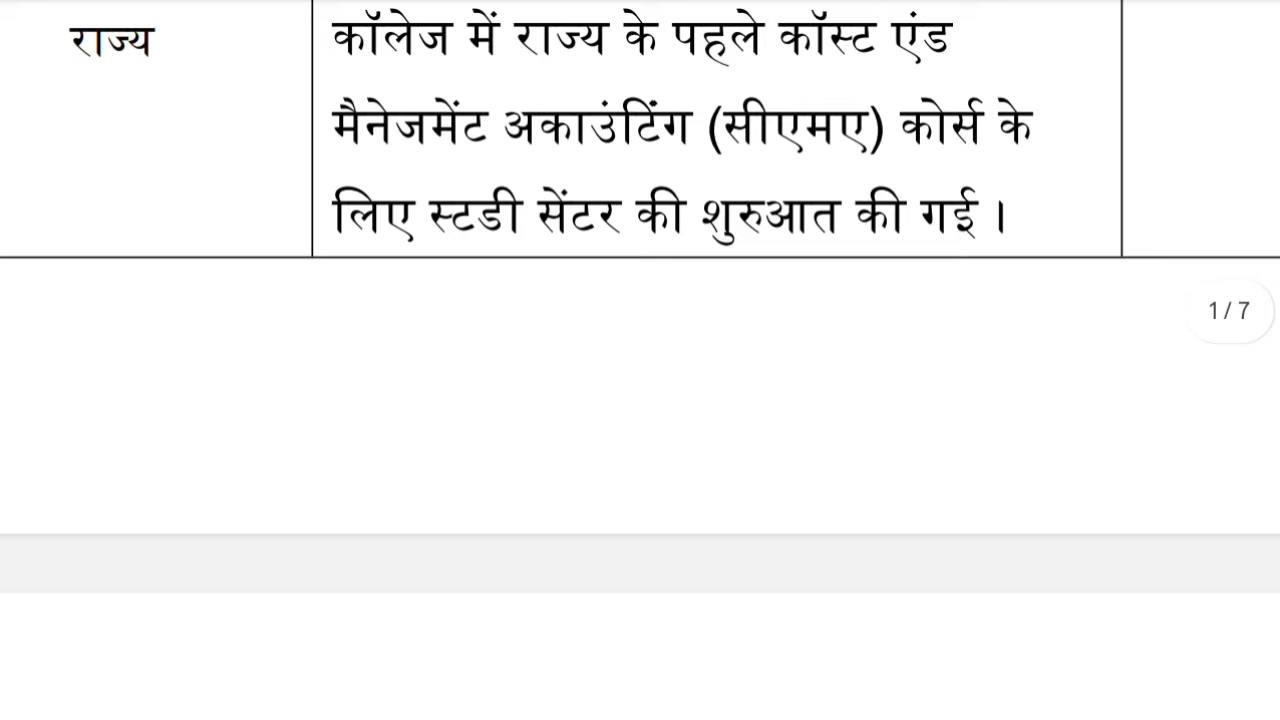 राज्य
कॉलेज में राज्य के पहले कॉस्ट एंड
मैनेजमेंट अकाउंटिंग (सीएमए) कोर्स के
लिए स्टडी सेंटर की शुरुआत की गई।
1 / 7